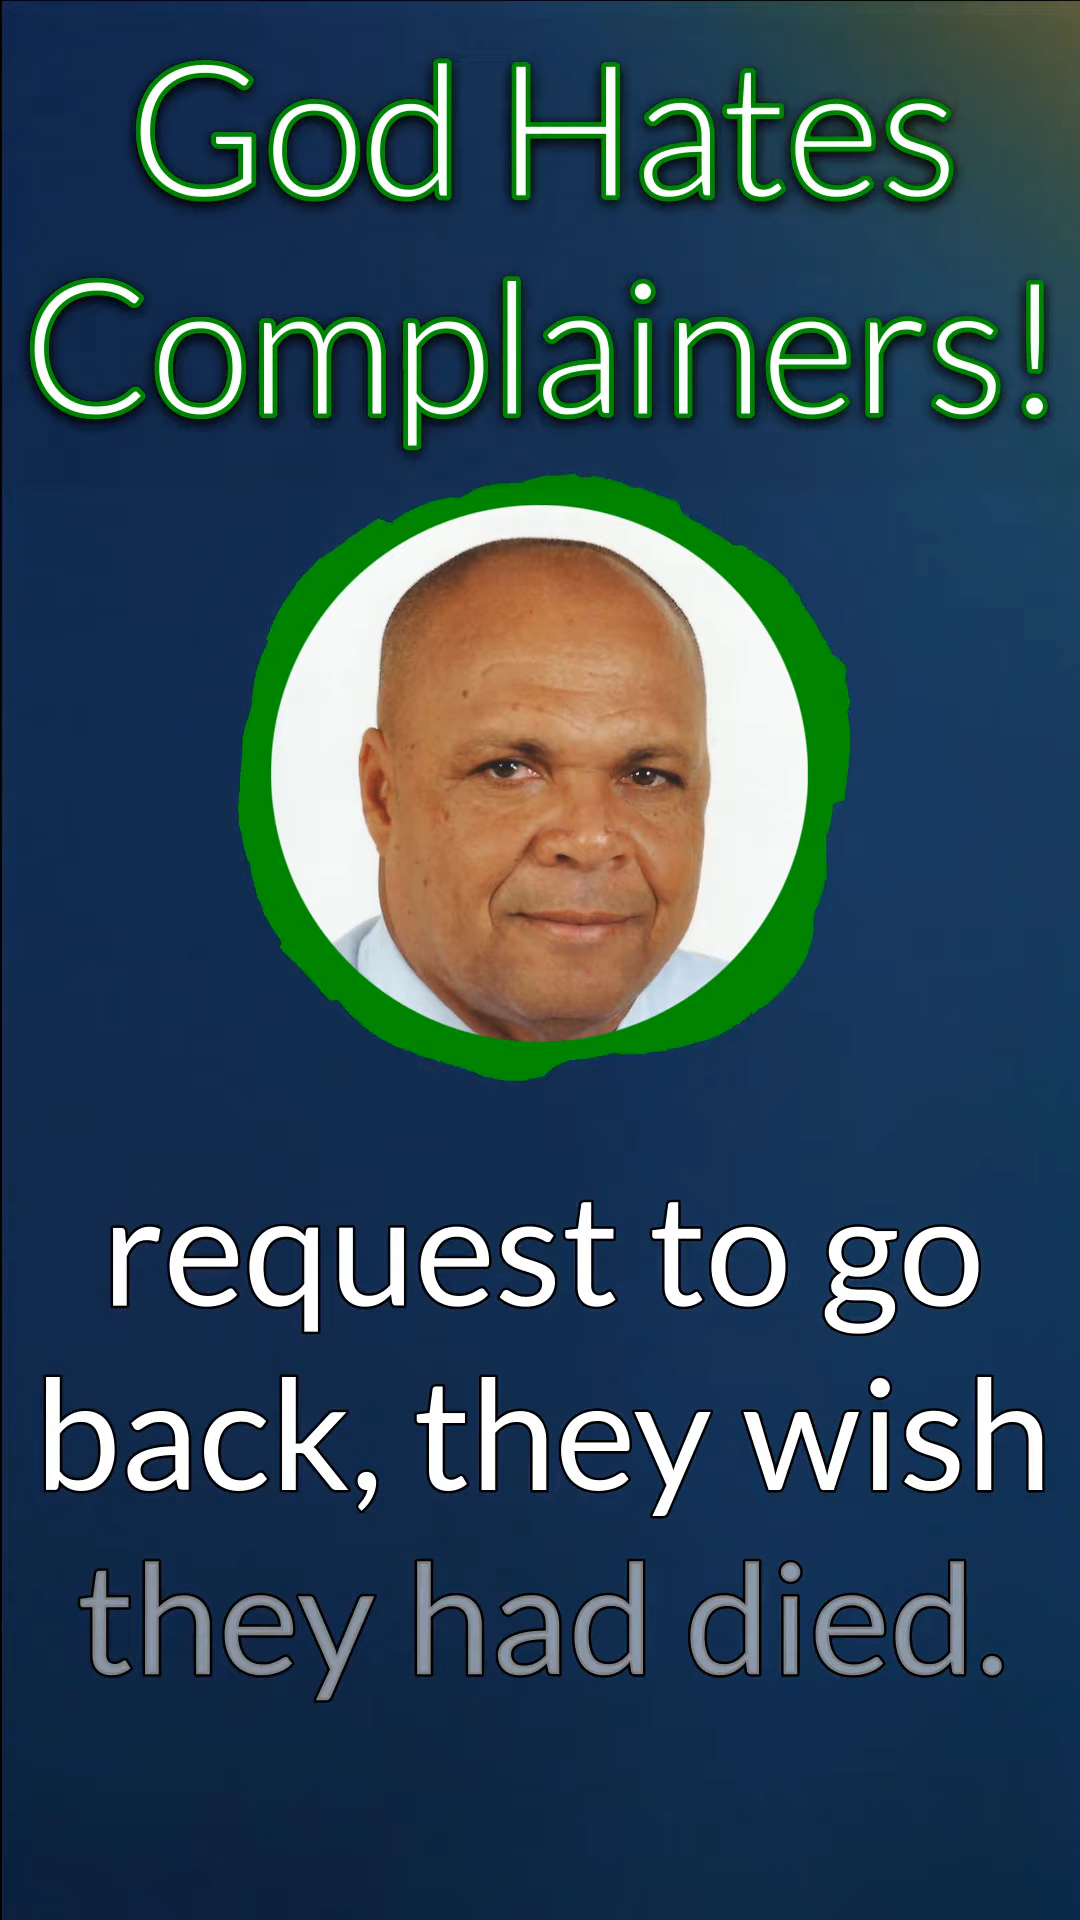 God Hates
Complainers!
request to go
back, they wish
they had died.